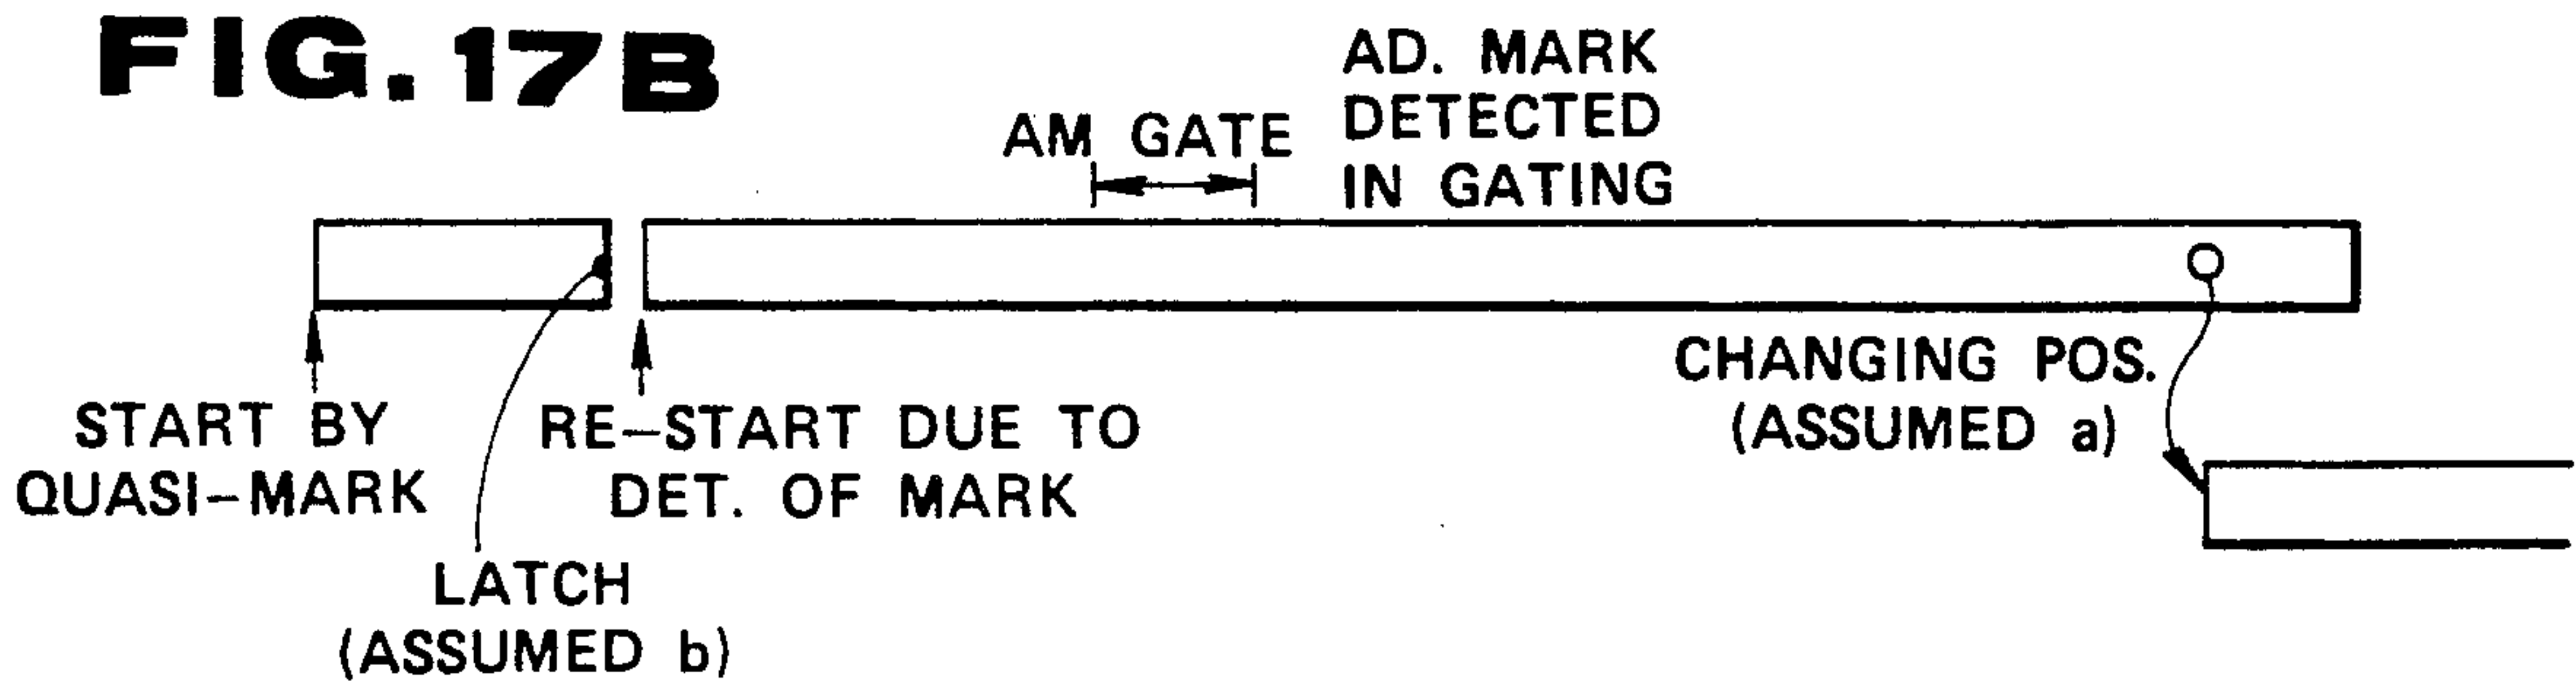 FIG. 17B
AM GATE
AD. MARK
DETECTED
IN GATING
START BY
QUASI-MARK
RE-START DUE TO
DET. OF MARK
LATCH
(ASSUMED b)
CHANGING POS.
(ASSUMED a)